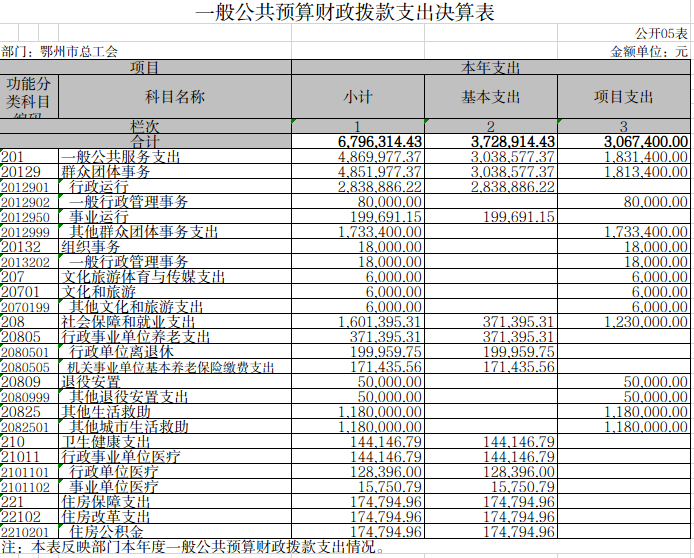 一般公共预算财政拨款支出决算表
公开05表
部门：鄂州市总工会 金额单位：元
项目 本年支出
功能分类科目编码 科目名称 小计 基本支出 项目支出
栏次 1 2 3
合计 6,796,314.43 3,728,914.43 3,067,400.00
201 一般公共服务支出 4,869,977.37 3,038,577.37 1,831,400.00
20129 群众团体事务 4,851,977.37 3,038,577.37 1,813,400.00
2012901 行政运行 2,838,886.22 2,838,886.22
2012902 一般行政管理事务 80,000.00 80,000.00
2012950 事业运行 199,691.15 199,691.15
2012999 其他群众团体事务支出 1,733,400.00 1,733,400.00
20132 组织事务 18,000.00 18,000.00
2013202 一般行政管理事务 18,000.00 18,000.00
207 文化旅游体育与传媒支出 6,000.00 6,000.00
20701 文化和旅游 6,000.00 6,000.00
2070199 其他文化和旅游支出 6,000.00 6,000.00
208 社会保障和就业支出 1,601,395.31 371,395.31 1,230,000.00
20805 行政事业单位养老支出 371,395.31 371,395.31
2080501 行政单位离退休 199,959.75 199,959.75
2080505 机关事业单位基本养老保险缴费支出 171,435.56 171,435.56
20809 退役安置 50,000.00 50,000.00
2080999 其他退役安置支出 50,000.00 50,000.00
20825 其他生活救助 1,180,000.00 1,180,000.00
2082501 其他城市生活救助 1,180,000.00 1,180,000.00
210 卫生健康支出 144,146.79 144,146.79
21011 行政事业单位医疗 144,146.79 144,146.79
2101101 行政单位医疗 128,396.00 128,396.00
2101102 事业单位医疗 15,750.79 15,750.79
221 住房保障支出 174,794.96 174,794.96
22102 住房改革支出 174,794.96 174,794.96
2210201 住房公积金 174,794.96 174,794.96
注：本表反映部门本年度一般公共预算财政拨款支出情况。